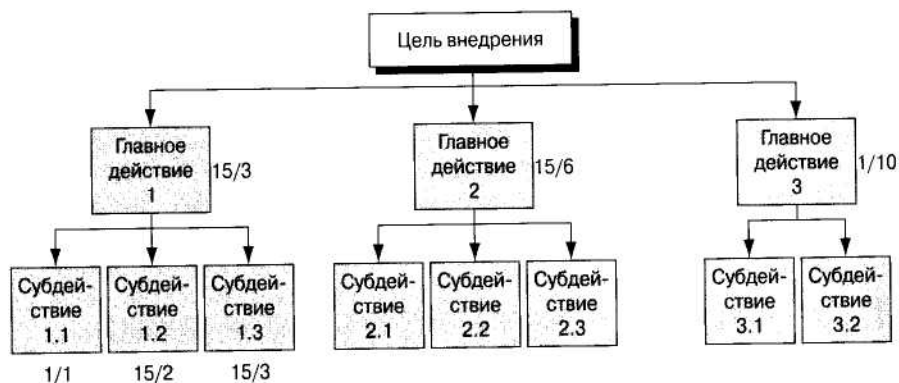 Цель внедрения
Главное
действие
1
15/3
Главное
действие
2
15/6
Главное
действие
3
1/10
Субдей-
ствие
1.1
Субдей-
ствие
1.2
Субдей-
ствие
1.3
Субдей-
ствие
2.1
Субдей-
ствие
2.2
Субдей-
ствие
2.3
Субдей-
ствие
3.1
Субдей-
ствие
3.2
1/1
15/2
15/3